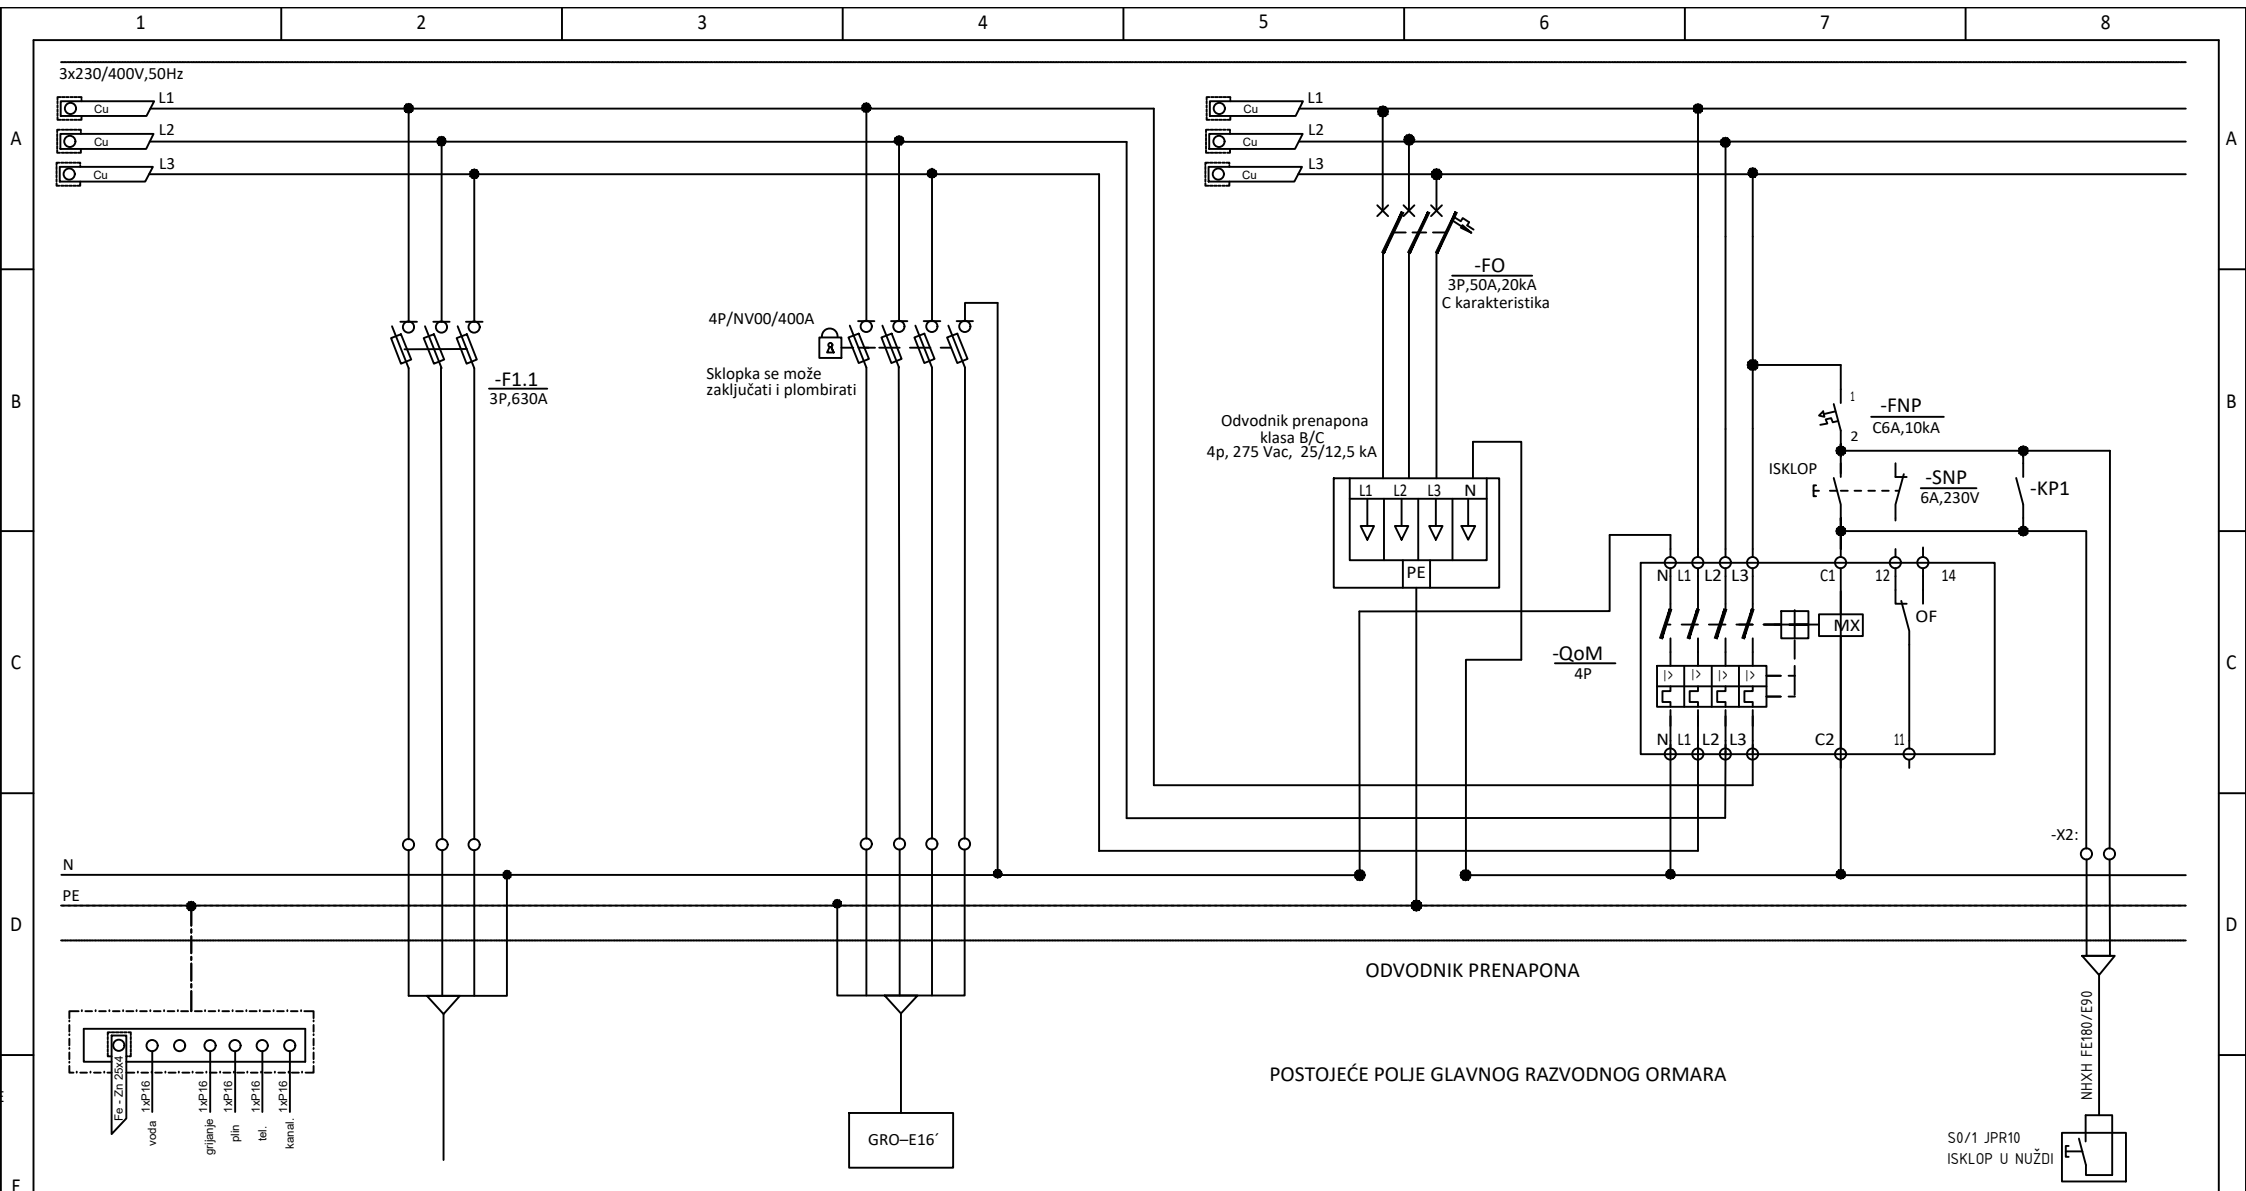 1 2 3 4 5 6 7 8
3x230/400V,50Hz
Cu L1
Cu L2
Cu L3
Cu L1
Cu L2
Cu L3
A A
-FO
3P,50A,20kA
C karakteristika
4P/NV00/400A
Sklopka se može
zaključati i plombirati
-F1.1
3P,630A
B B
Odvodnik prenapona
klasa B/C
4p, 275 Vac, 25/12,5 kA
L1 L2 L3 N
PE
1
-FNP
C6A,10kA
2
ISKLOP
-SNP
6A,230V
-KP1
N L1 L2 L3 C1 12 14
OF
MX
-QoM
4P
I> I> I> I>
N L1 L2 L3 C2 11
C C
-X2:
N
PE
D D
ODVODNIK PRENAPONA
POSTOJEĆE POLJE GLAVNOG RAZVODNOG ORMARA
Fe - Zn 25x4
1xP16
voda
1xP16
grijanje
1xP16
plin
1xP16
tel.
1xP16
kanal.
GRO–E16´
NHXH FE180/E90
S0/1 JPR10
ISKLOP U NUŽDI